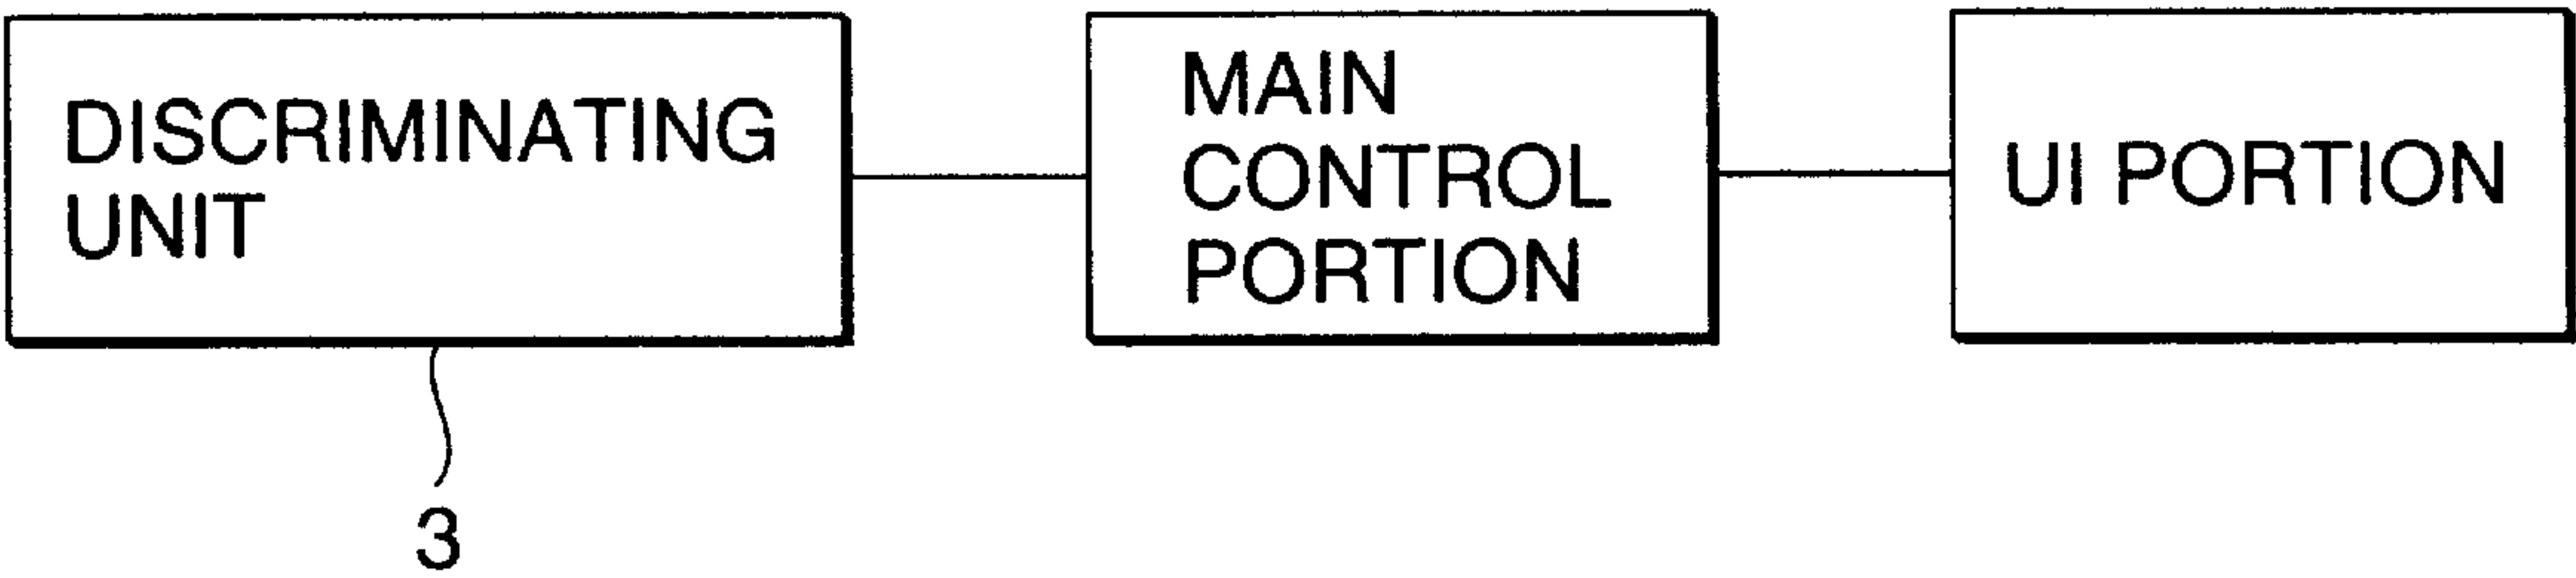 DISCRIMINATING
UNIT
MAIN
CONTROL
PORTION
UI PORTION
3